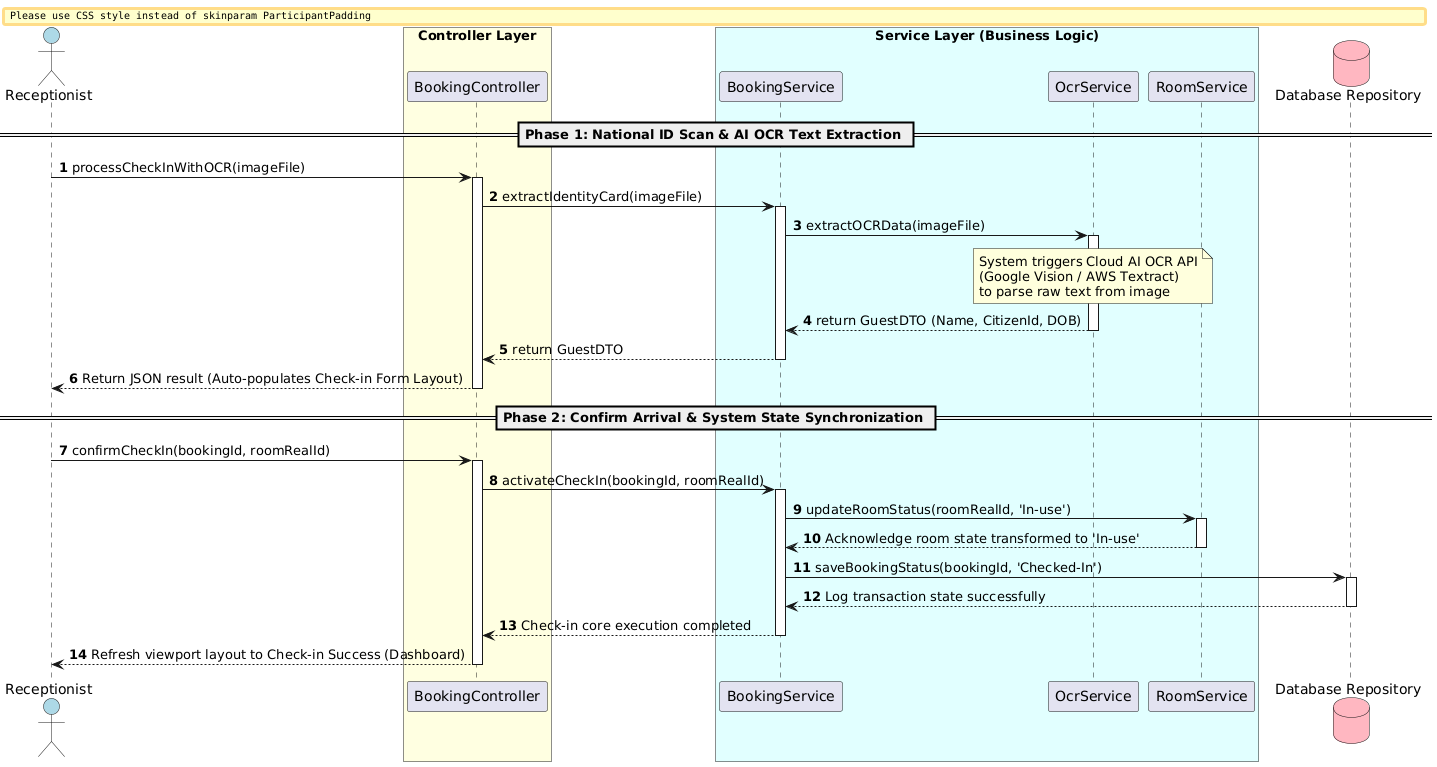 Please use CSS style instead of skinparam ParticipantPadding
Controller Layer
Service Layer (Business Logic)
Receptionist
BookingController
BookingService
OcrService
RoomService
Database Repository
Phase 1: National ID Scan & AI OCR Text Extraction
1 processCheckInWithOCR(imageFile)
2 extractIdentityCard(imageFile)
3 extractOCRData(imageFile)
System triggers Cloud AI OCR API
(Google Vision / AWS Textract)
to parse raw text from image
4 return GuestDTO (Name, CitizenId, DOB)
5 return GuestDTO
6 Return JSON result (Auto-populates Check-in Form Layout)
Phase 2: Confirm Arrival & System State Synchronization
7 confirmCheckIn(bookingId, roomRealId)
8 activateCheckIn(bookingId, roomRealId)
9 updateRoomStatus(roomRealId, 'In-use')
10 Acknowledge room state transformed to 'In-use'
11 saveBookingStatus(bookingId, 'Checked-In')
12 Log transaction state successfully
13 Check-in core execution completed
14 Refresh viewport layout to Check-in Success (Dashboard)
Receptionist
BookingController
BookingService
OcrService
RoomService
Database Repository